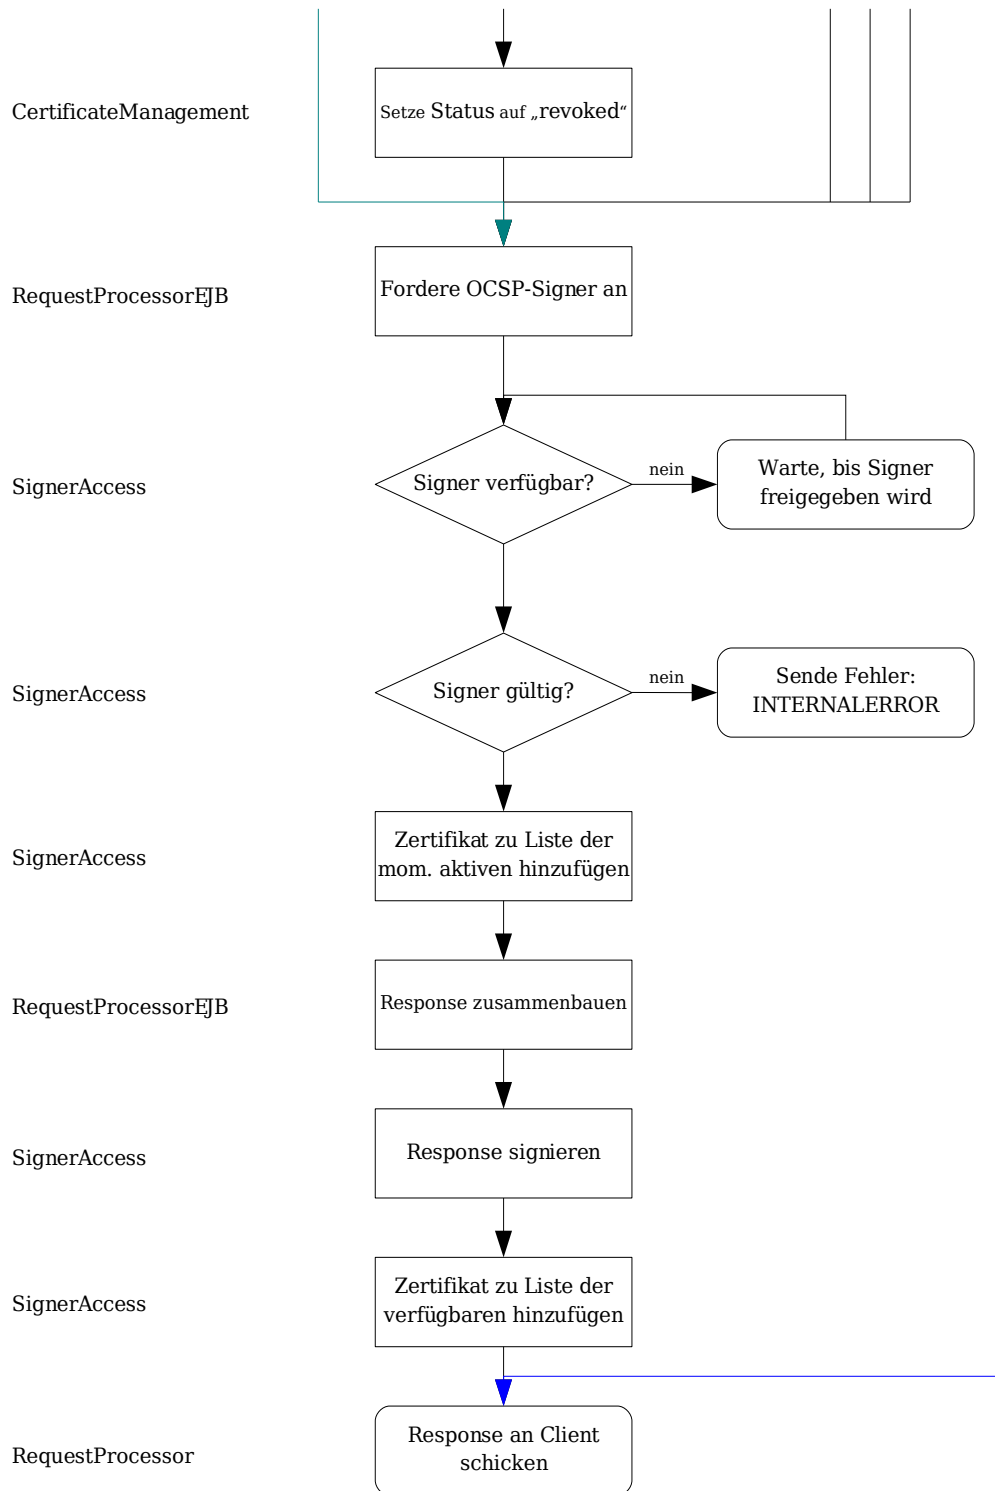 CertificateManagement
Setze Status auf „revoked“
RequestProcessorEJB
Fordere OCSP-Signer an
SignerAccess
Signer verfügbar?
nein
Warte, bis Signer
freigegeben wird
SignerAccess
Signer gültig?
nein
Sende Fehler:
INTERNALERROR
SignerAccess
Zertifikat zu Liste der
mom. aktiven hinzufügen
RequestProcessorEJB
Response zusammenbauen
SignerAccess
Response signieren
SignerAccess
Zertifikat zu Liste der
verfügbaren hinzufügen
RequestProcessor
Response an Client
schicken